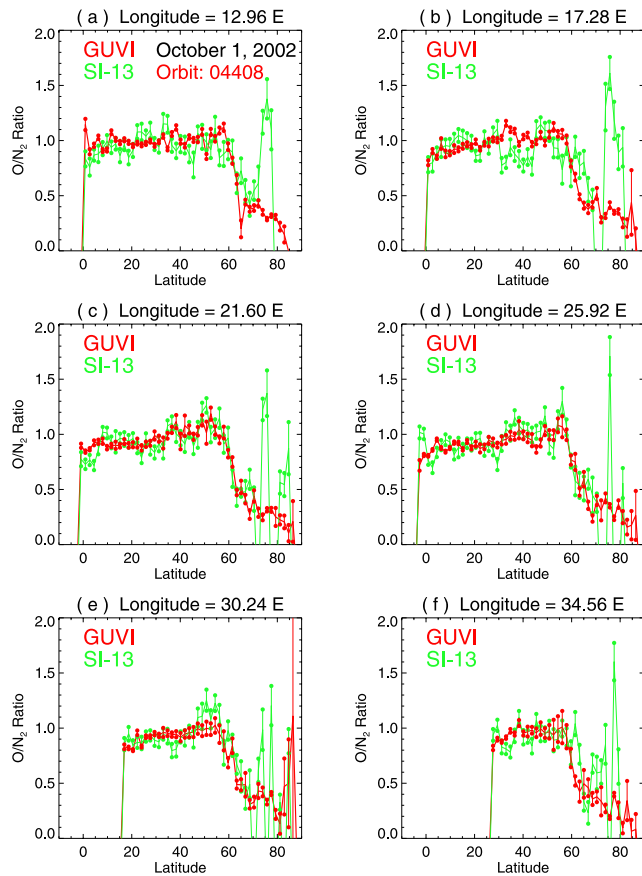 ( a ) Longitude = 12.96 E
GUVI October 1, 2002
SI-13 Orbit: 04408
O/N2 Ratio
2.0
1.5
1.0
0.5
0.0
0 20 40 60 80
Latitude
( b ) Longitude = 17.28 E
GUVI
SI-13
O/N2 Ratio
2.0
1.5
1.0
0.5
0.0
0 20 40 60 80
Latitude
( c ) Longitude = 21.60 E
GUVI
SI-13
O/N2 Ratio
2.0
1.5
1.0
0.5
0.0
0 20 40 60 80
Latitude
( d ) Longitude = 25.92 E
GUVI
SI-13
O/N2 Ratio
2.0
1.5
1.0
0.5
0.0
0 20 40 60 80
Latitude
( e ) Longitude = 30.24 E
GUVI
SI-13
O/N2 Ratio
2.0
1.5
1.0
0.5
0.0
0 20 40 60 80
Latitude
( f ) Longitude = 34.56 E
GUVI
SI-13
O/N2 Ratio
2.0
1.5
1.0
0.5
0.0
0 20 40 60 80
Latitude